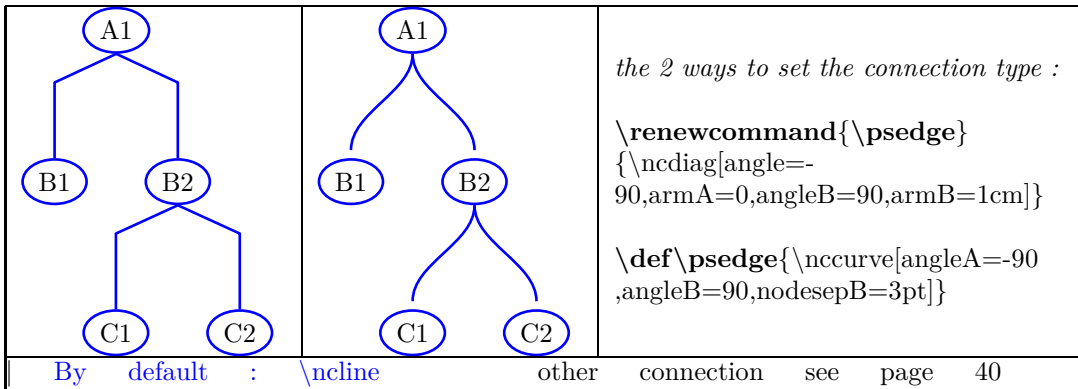 A1
B1 B2
C1 C2
A1
B1 B2
C1 C2
the 2 ways to set the connection type :
\renewcommand{\psedge}
{\ncdiag[angle=-
90,armA=0,angleB=90,armB=1cm]}
\def\psedge{\nccurve[angleA=-90
,angleB=90,nodesepB=3pt]}
By default : \ncline other connection see page 40